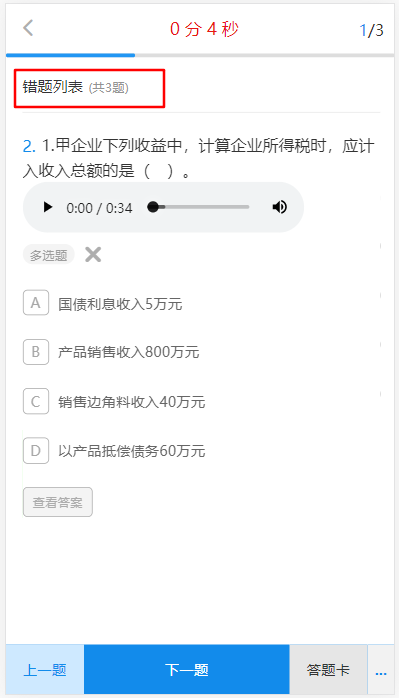 0 分 4 秒
1/3
错题列表 (共3题)
2. 1.甲企业下列收益中，计算企业所得税时，应计
入收入总额的是（　）。
0:00 / 0:34
多选题
A 国债利息收入5万元
B 产品销售收入800万元
C 销售边角料收入40万元
D 以产品抵偿债务60万元
查看答案
上一题 下一题 答题卡 ...